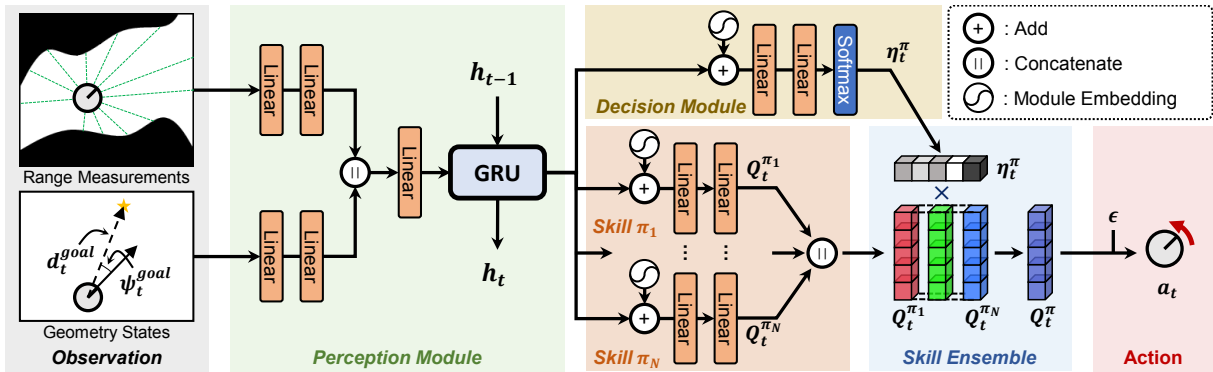 Range Measurements
d_t^{goal}
ψ_t^{goal}
Geometry States
Observation
Linear
Linear
Linear
Linear
||
Linear
h_{t-1}
GRU
h_t
Perception Module
+
Linear
Linear
Softmax
η_t^π
Decision Module
+
Linear
Linear
Q_t^{π_1}
Skill π_1
... ...
+
Linear
Linear
Q_t^{π_N}
Skill π_N
||
η_t^π
×
Q_t^{π_1}
Q_t^{π_N}
Q_t^π
Skill Ensemble
ϵ
a_t
Action
+ : Add
|| : Concatenate
: Module Embedding